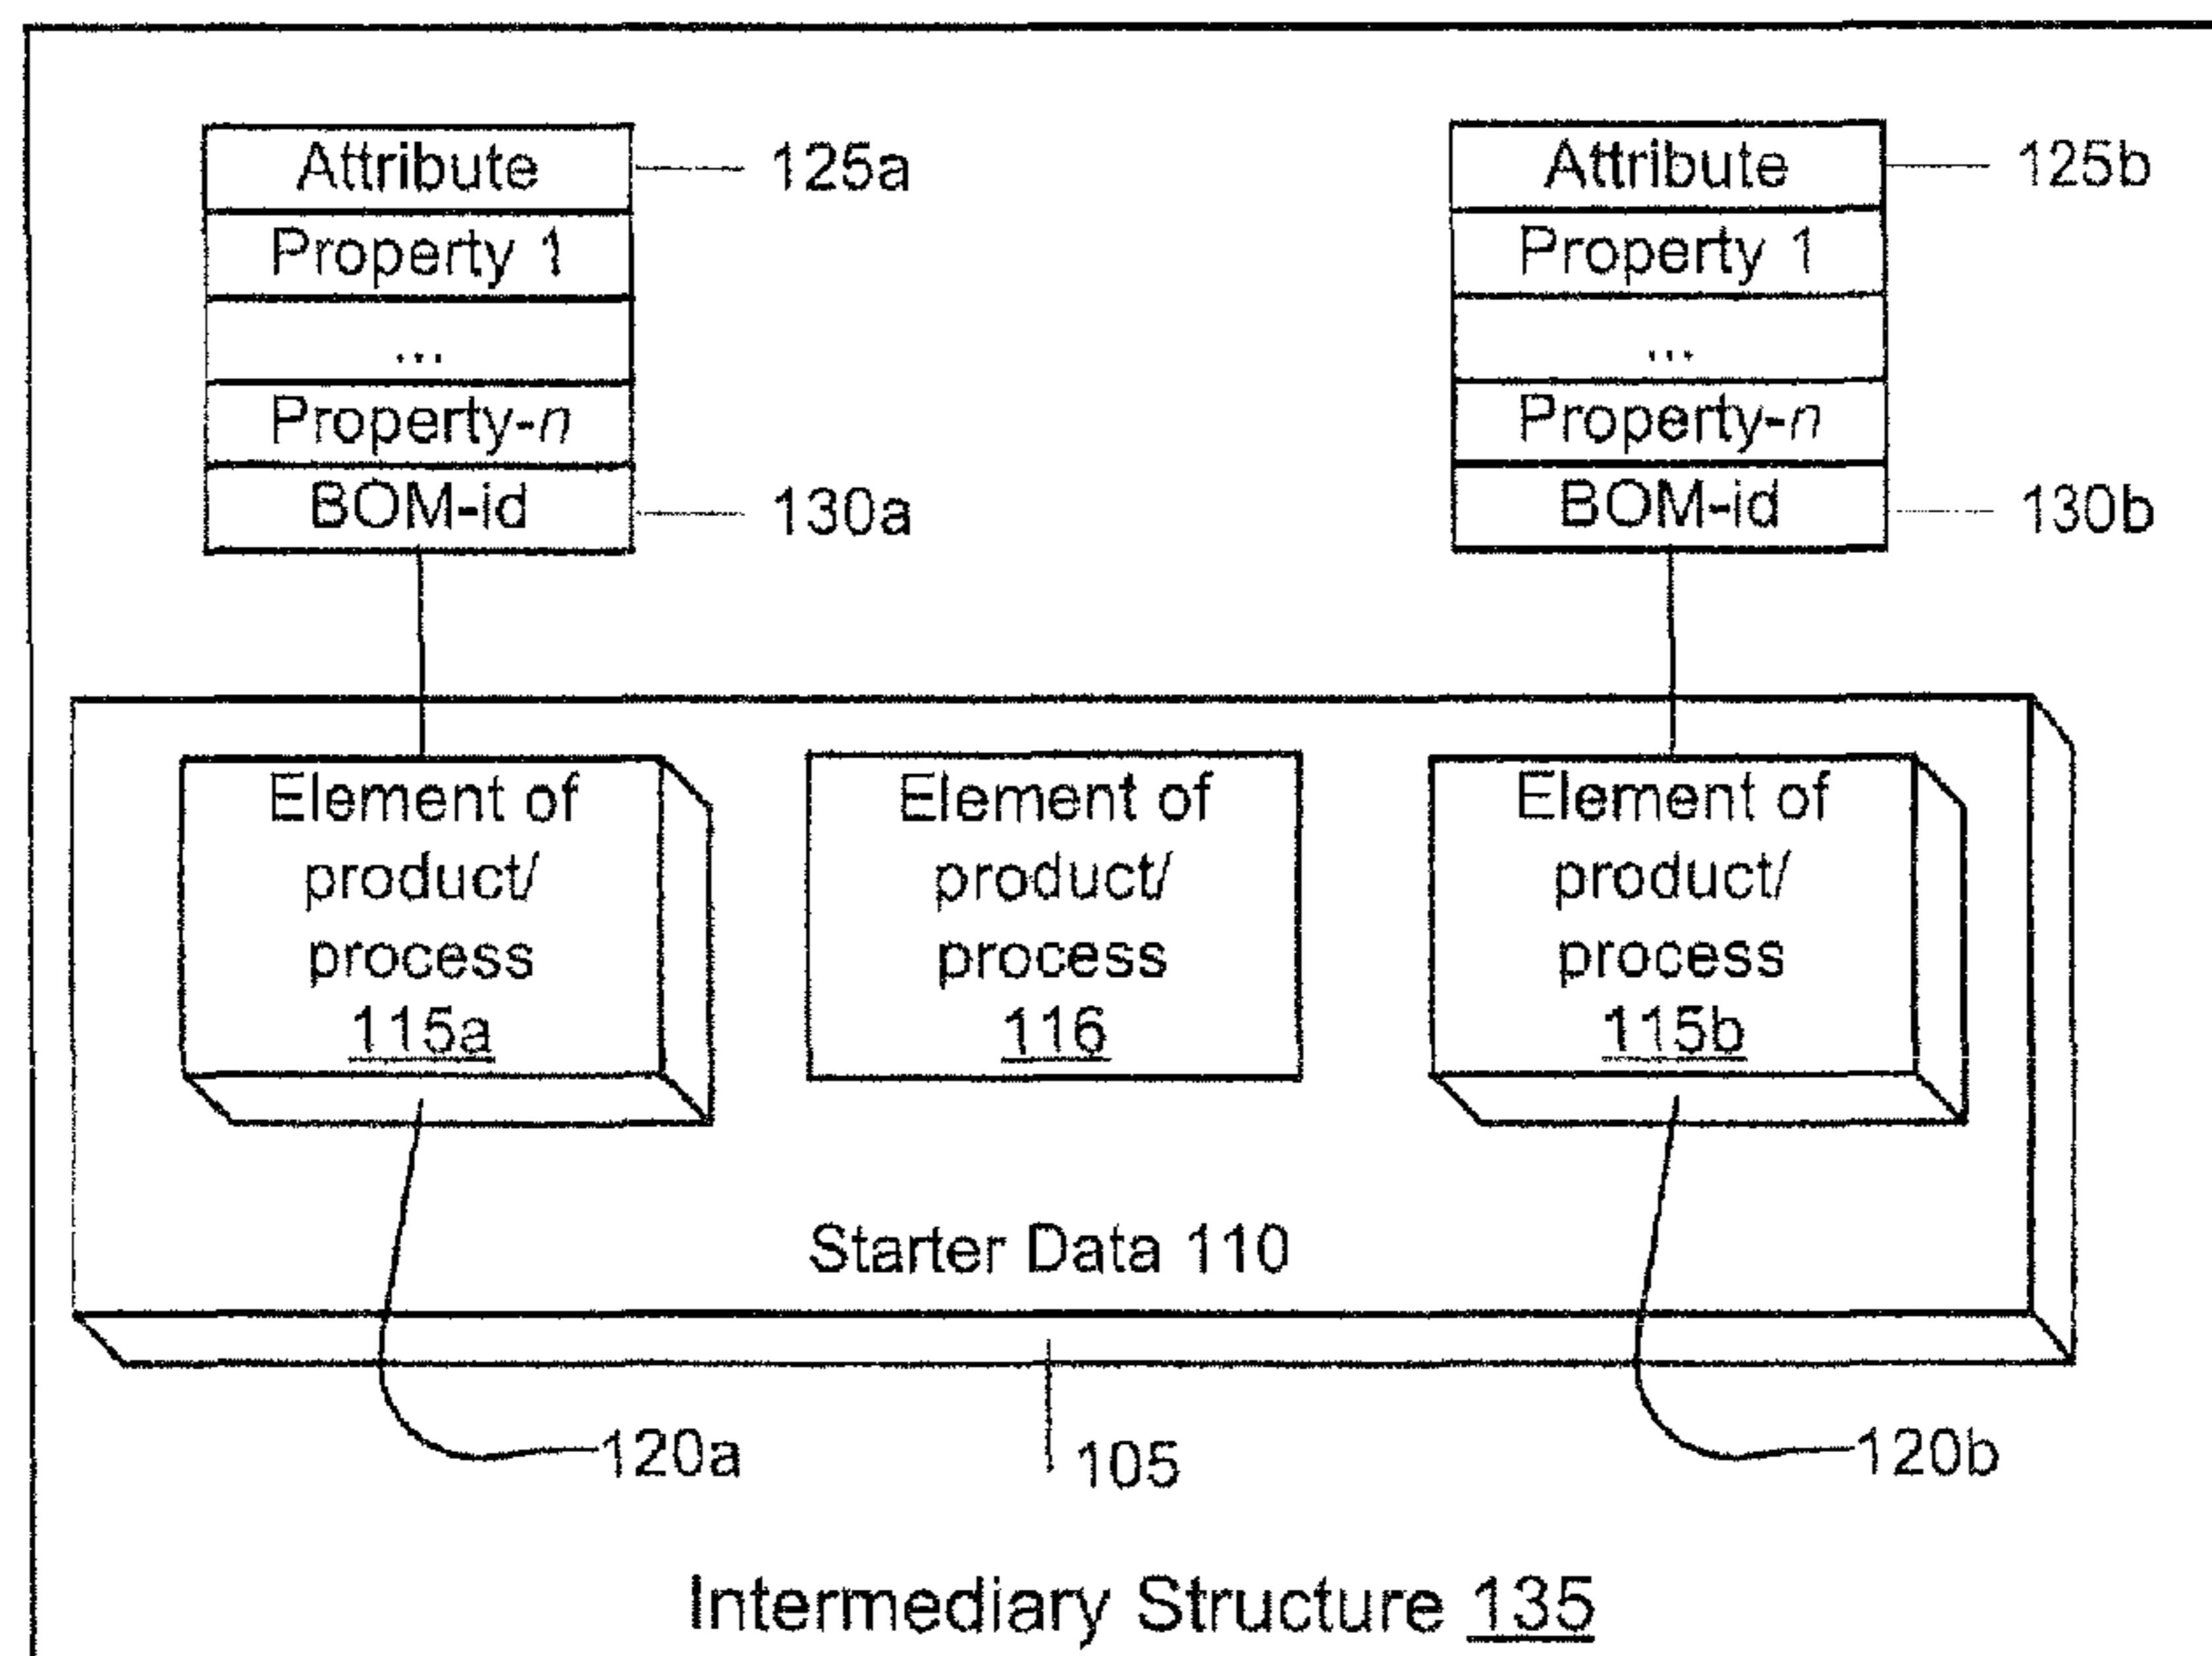 Attribute
125a
Property 1
...
Property-n
BOM-id
130a
Attribute
125b
Property 1
...
Property-n
BOM-id
130b
Element of
product/
process
115a
Element of
product/
process
116
Element of
product/
process
115b
Starter Data 110
120a
105
120b
Intermediary Structure 135